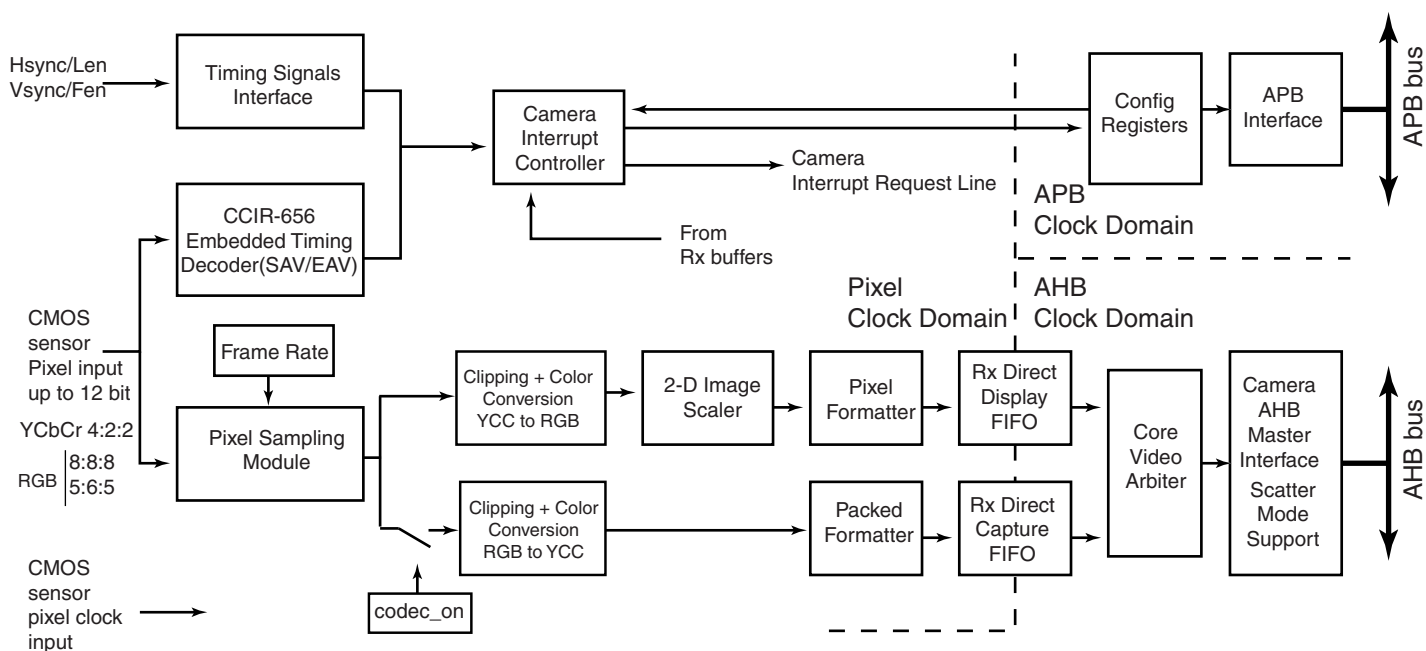 Hsync/Len
Vsync/Fen
Timing Signals
Interface
Camera
Interrupt
Controller
Config
Registers
APB
Interface
APB bus
Camera
Interrupt Request Line
APB
Clock Domain
CCIR-656
Embedded Timing
Decoder(SAV/EAV)
From
Rx buffers
Pixel
Clock Domain
AHB
Clock Domain
CMOS
sensor
Pixel input
up to 12 bit
YCbCr 4:2:2
RGB
8:8:8
5:6:5
Frame Rate
Pixel Sampling
Module
Clipping + Color
Conversion
YCC to RGB
2-D Image
Scaler
Pixel
Formatter
Rx Direct
Display
FIFO
Core
Video
Arbiter
Camera
AHB
Master
Interface
Scatter
Mode
Support
AHB bus
Clipping + Color
Conversion
RGB to YCC
Packed
Formatter
Rx Direct
Capture
FIFO
codec_on
CMOS
sensor
pixel clock
input